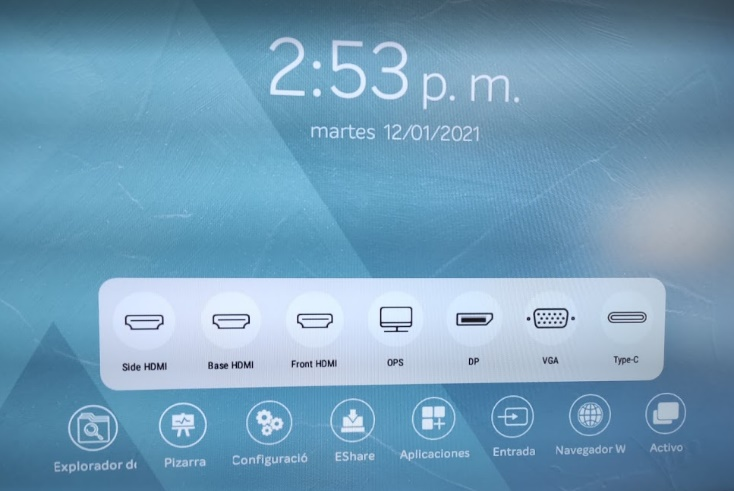 2:53 p. m.
martes 12/01/2021
Side HDMI Base HDMI Front HDMI OPS DP VGA Type-C
Explorador de Pizarra Configuració EShare Aplicaciones Entrada Navegador W Activo